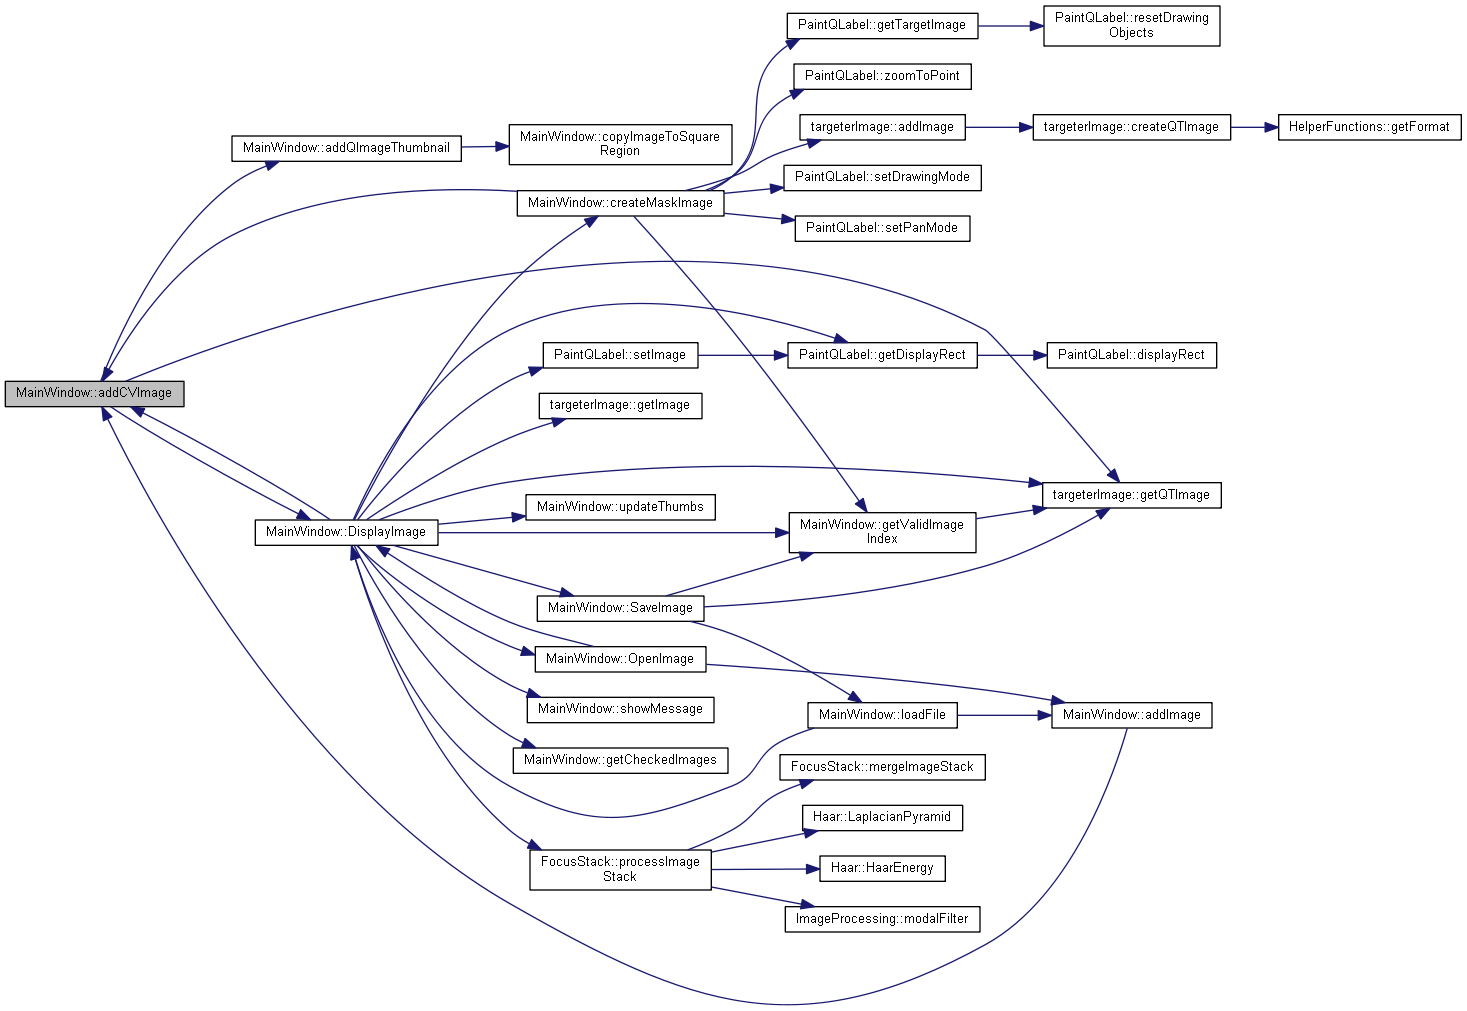 PaintQLabel::getTargetImage
PaintQLabel::resetDrawing
Objects
PaintQLabel::zoomToPoint
targeterImage::addImage
targeterImage::createQTImage
HelperFunctions::getFormat
MainWindow::addQImageThumbnail
MainWindow::copyImageToSquare
Region
PaintQLabel::setDrawingMode
MainWindow::createMaskImage
PaintQLabel::setPanMode
PaintQLabel::setImage
PaintQLabel::getDisplayRect
PaintQLabel::displayRect
MainWindow::addCVImage
targeterImage::getImage
targeterImage::getQTImage
MainWindow::updateThumbs
MainWindow::DisplayImage
MainWindow::getValidImage
Index
MainWindow::SaveImage
MainWindow::OpenImage
MainWindow::showMessage
MainWindow::loadFile
MainWindow::addImage
MainWindow::getCheckedImages
FocusStack::mergeImageStack
Haar::LaplacianPyramid
FocusStack::processImage
Stack
Haar::HaarEnergy
ImageProcessing::modalFilter